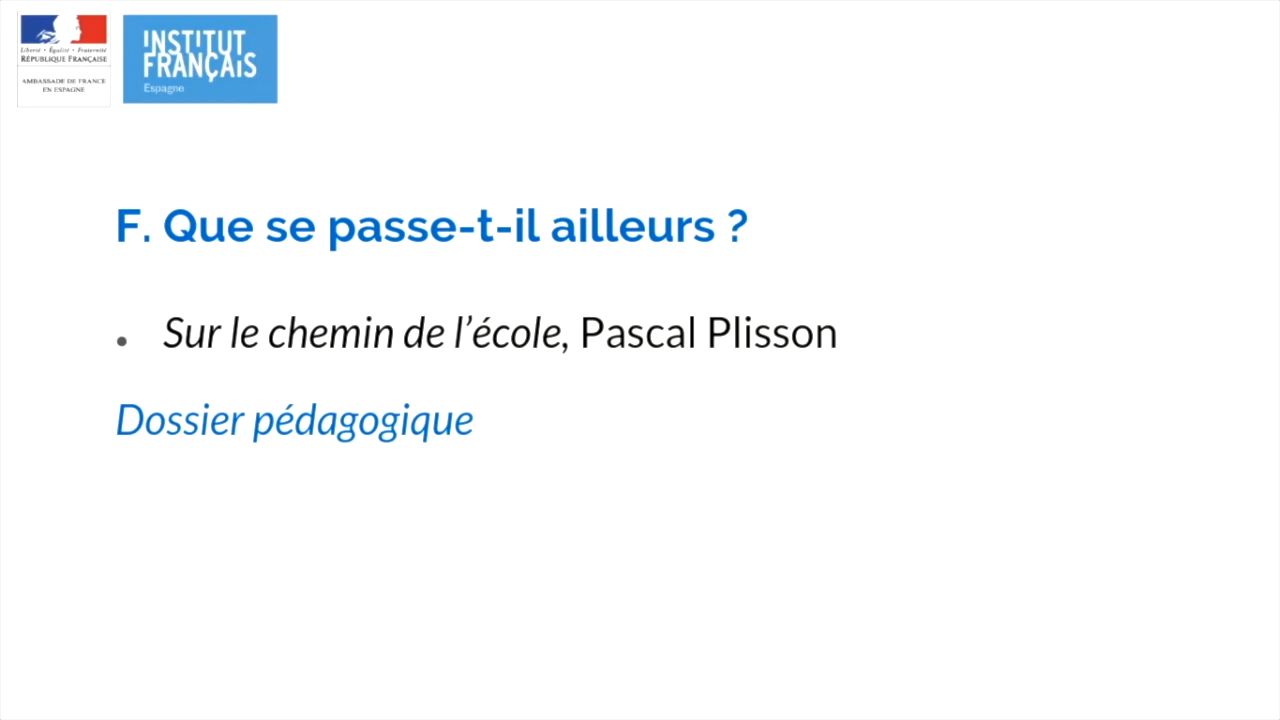 Liberté • Égalité • Fraternité
RÉPUBLIQUE FRANÇAISE
AMBASSADE DE FRANCE
EN ESPAGNE
INSTITUT
FRANÇAIS
Espagne
F. Que se passe-t-il ailleurs ?
• Sur le chemin de l’école, Pascal Plisson
Dossier pédagogique